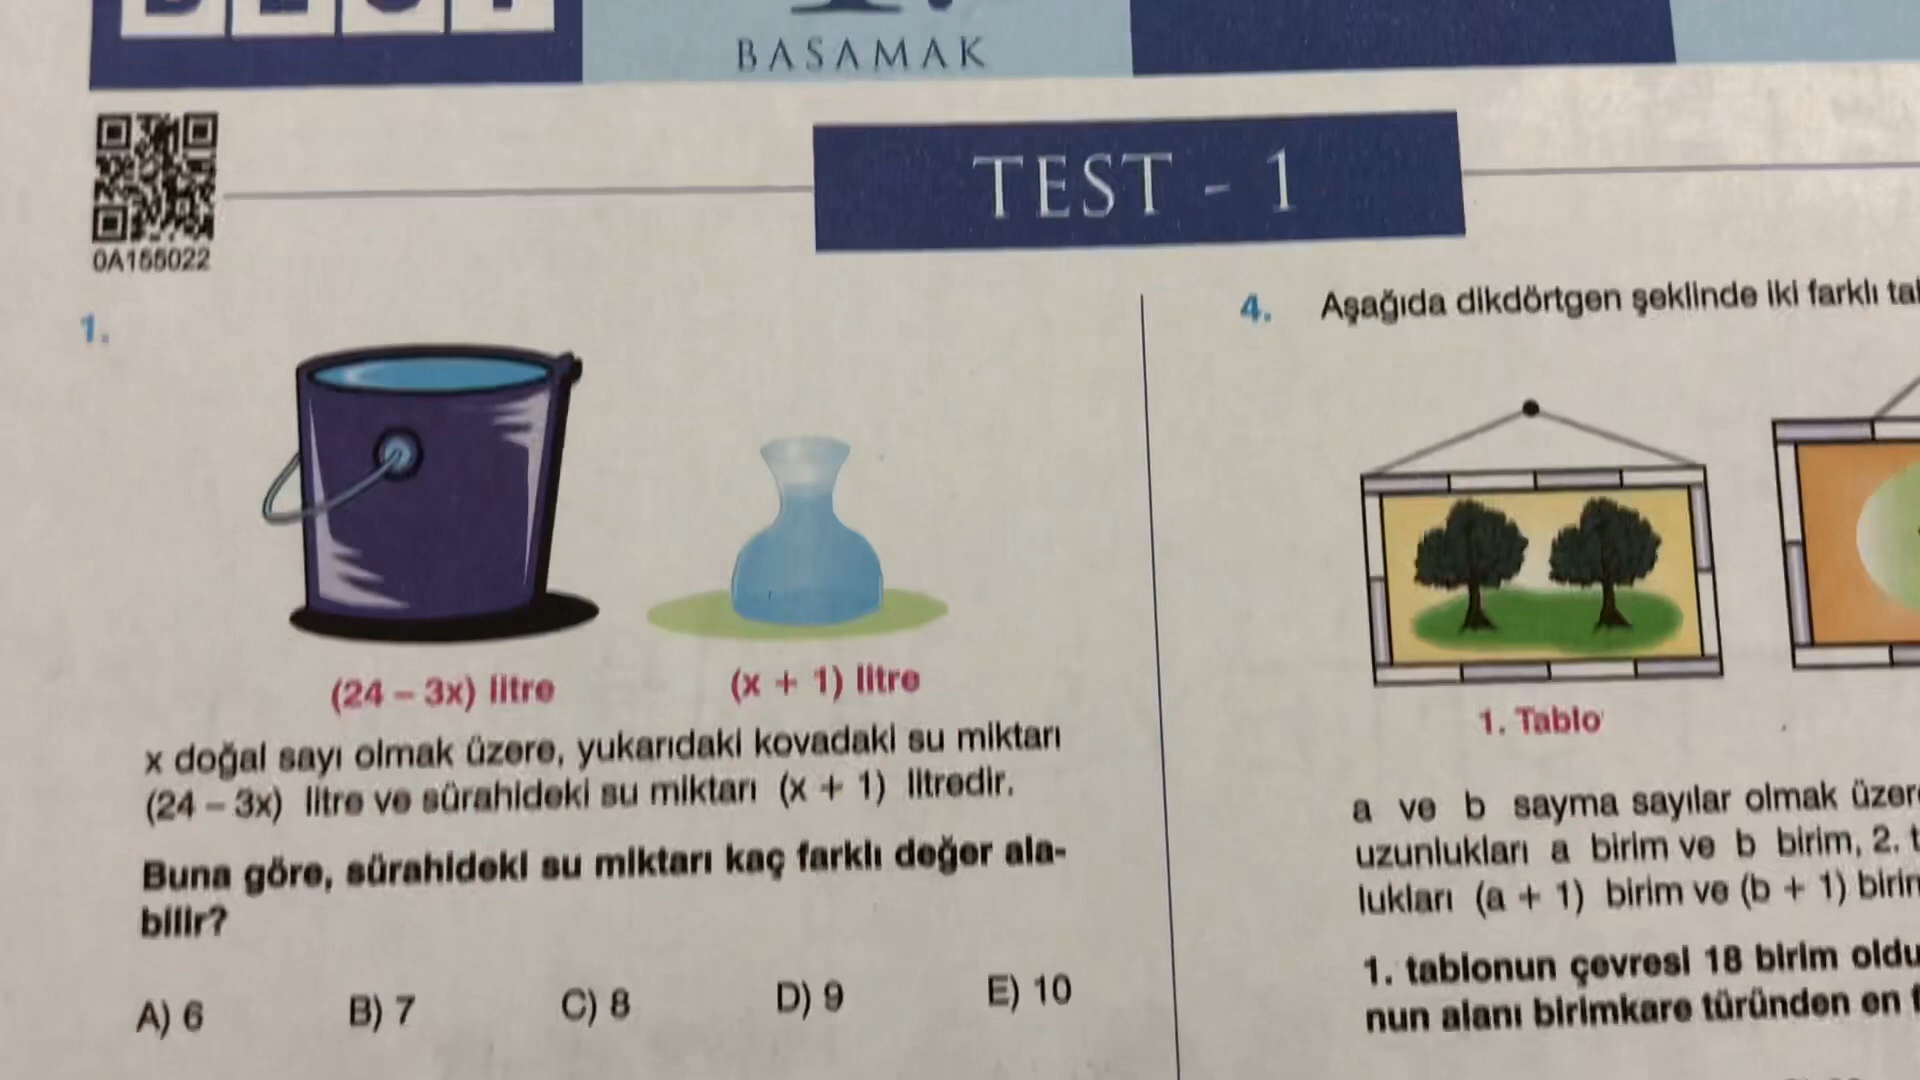 BASAMAK
TEST - 1
0A155022
1.
(24 – 3x) litre
(x + 1) litre
x doğal sayı olmak üzere, yukarıdaki kovadaki su miktarı
(24 – 3x) litre ve sürahideki su miktarı (x + 1) litredir.
Buna göre, sürahideki su miktarı kaç farklı değer ala-
bilir?
A) 6
B) 7
C) 8
D) 9
E) 10
4. Aşağıda dikdörtgen şeklinde iki farklı
1. Tablo
a ve b sayma sayılar olmak
uzunlukları a birim ve b birim, 2.
lukları (a + 1) birim ve (b + 1)
1. tablonun çevresi 18 birim
nun alanı birimkare türünden en